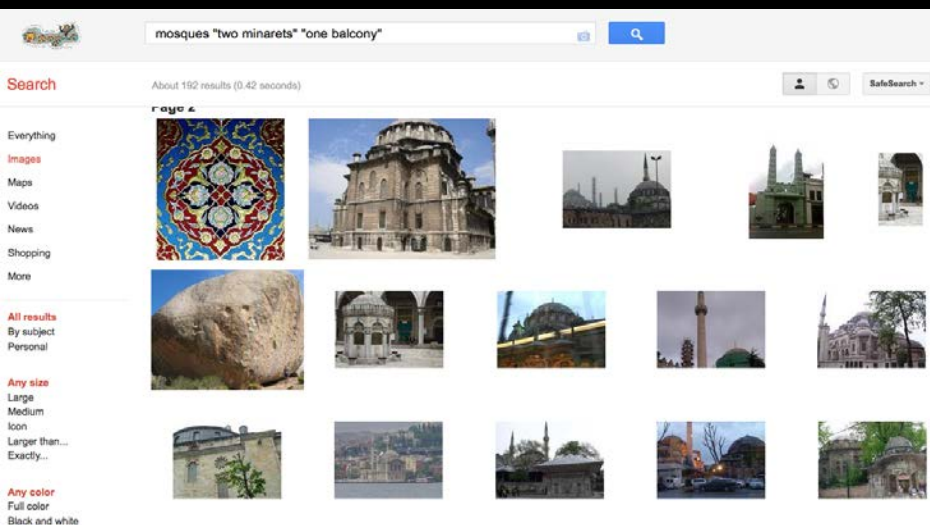 mosques "two minarets" "one balcony"
Search
About 192 results (0.42 seconds)
SafeSearch
Page 2
Everything
Images
Maps
Videos
News
Shopping
More
All results
By subject
Personal
Any size
Large
Medium
Icon
Larger than...
Exactly...
Any color
Full color
Black and white